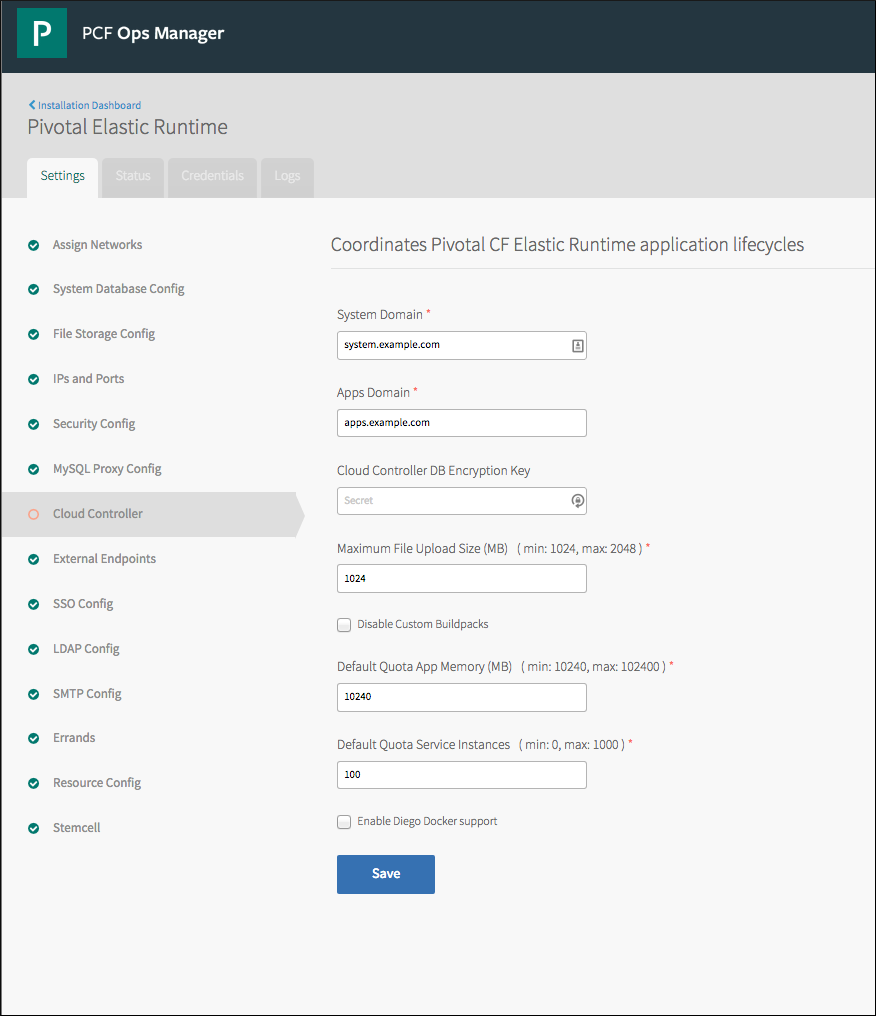 P
PCF Ops Manager
Installation Dashboard
Pivotal Elastic Runtime
Settings
Status
Credentials
Logs
Assign Networks
System Database Config
File Storage Config
IPs and Ports
Security Config
MySQL Proxy Config
Cloud Controller
External Endpoints
SSO Config
LDAP Config
SMTP Config
Errands
Resource Config
Stemcell
Coordinates Pivotal CF Elastic Runtime application lifecycles
System Domain *
system.example.com
Apps Domain *
apps.example.com
Cloud Controller DB Encryption Key
Secret
Maximum File Upload Size (MB) ( min: 1024, max: 2048 ) *
1024
Disable Custom Buildpacks
Default Quota App Memory (MB) ( min: 10240, max: 102400 ) *
10240
Default Quota Service Instances ( min: 0, max: 1000 ) *
100
Enable Diego Docker support
Save